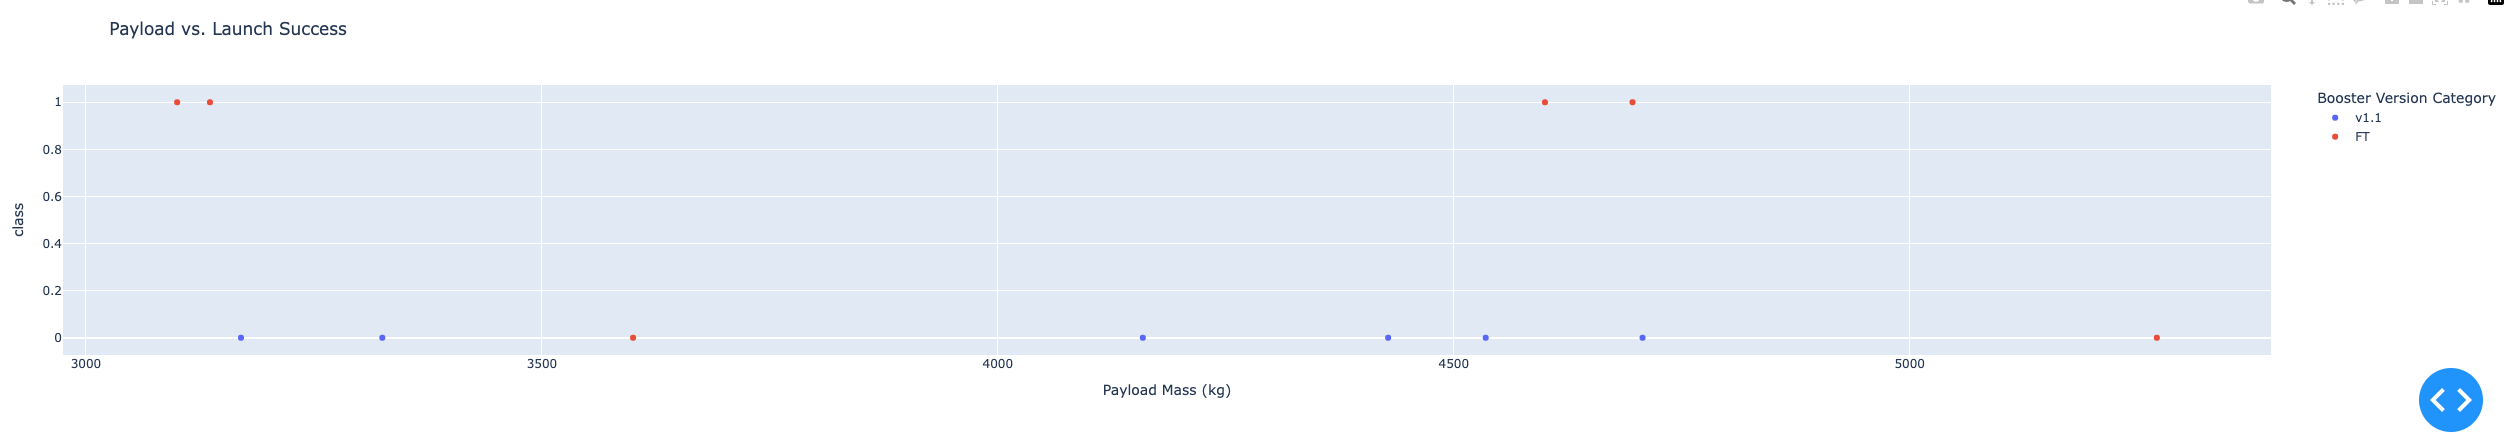 Payload vs. Launch Success
1
0.8
0.6
0.4
0.2
0
class
3000 3500 4000 4500 5000
Payload Mass (kg)
Booster Version Category
v1.1
FT